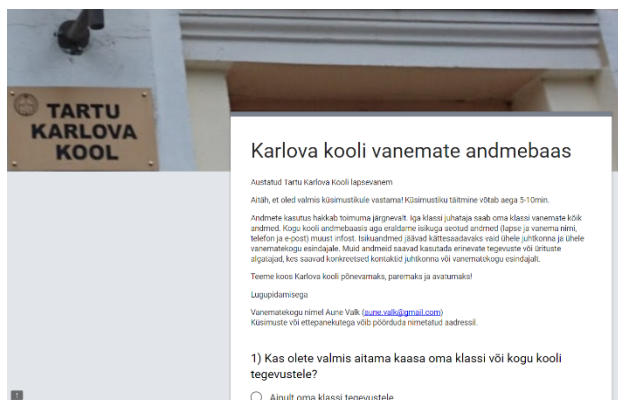 TARTU
KARLOVA
KOOL
Karlova kooli vanemate andmebaas
Austatud Tartu Karlova Kooli lapsevanem
Aitäh, et oled valmis küsimustikule vastama! Küsimustiku täitmine võtab aega 5-10min.
Andmete kasutus hakkab toimuma järgnevalt. Iga klassi juhataja saab oma klassi vanemate kõik
andmed. Kogu kooli andmebaasis aga eraldame isikuga seotud andmed (lapse ja vanema nimi,
telefon ja e-post) muust infost. Isikuandmed jäävad kättesaadavaks vaid ühele juhtkonna ja ühele
vanematekogu esindajale. Muid andmeid saavad kasutada erinevate tegevuste või ürituste
algatajad, kes saavad konkreetsed kontaktid juhtkonna või vanematekogu esindajalt.
Teeme koos Karlova kooli põnevamaks, paremaks ja avatumaks!
Lugupidamisega
Vanematekogu nimel Aune Valk (aune.valk@gmail.com)
Küsimuste või ettepanekutega võib pöörduda nimetatud aadressil.
1) Kas olete valmis aitama kaasa oma klassi või kogu kooli
tegevustele?
Ainult oma klassi tegevustele